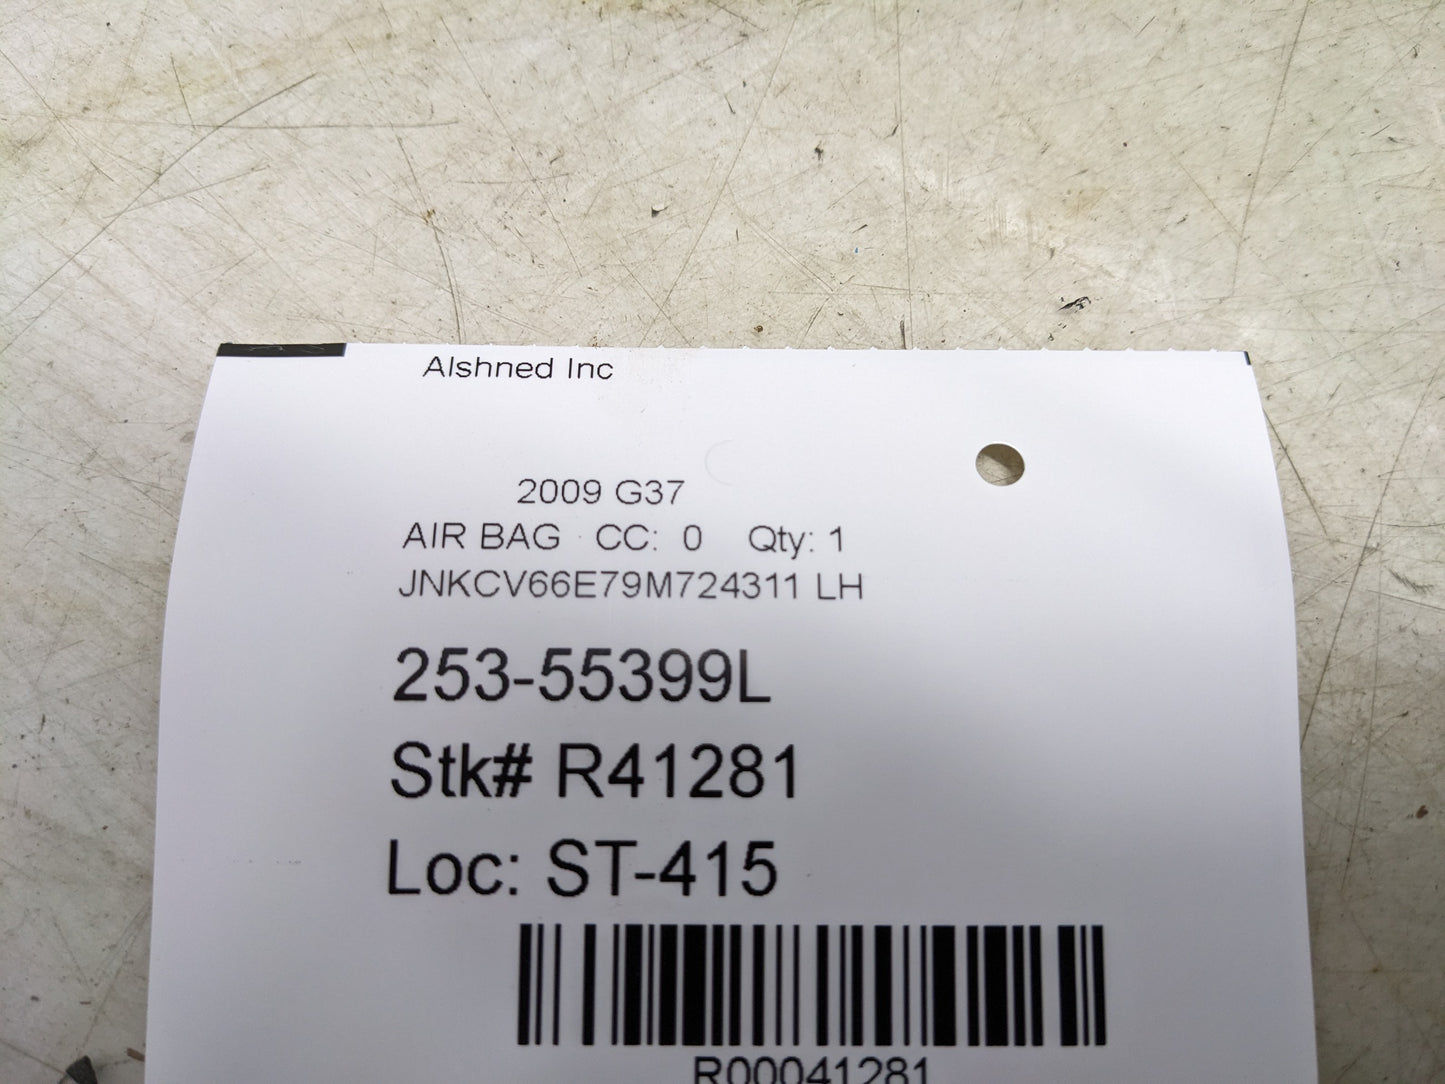 Alshned Inc
2009 G37
AIR BAG CC: 0 Qty: 1
JNKCV66E79M724311 LH
253-55399L
Stk# R41281
Loc: ST-415
R00041281